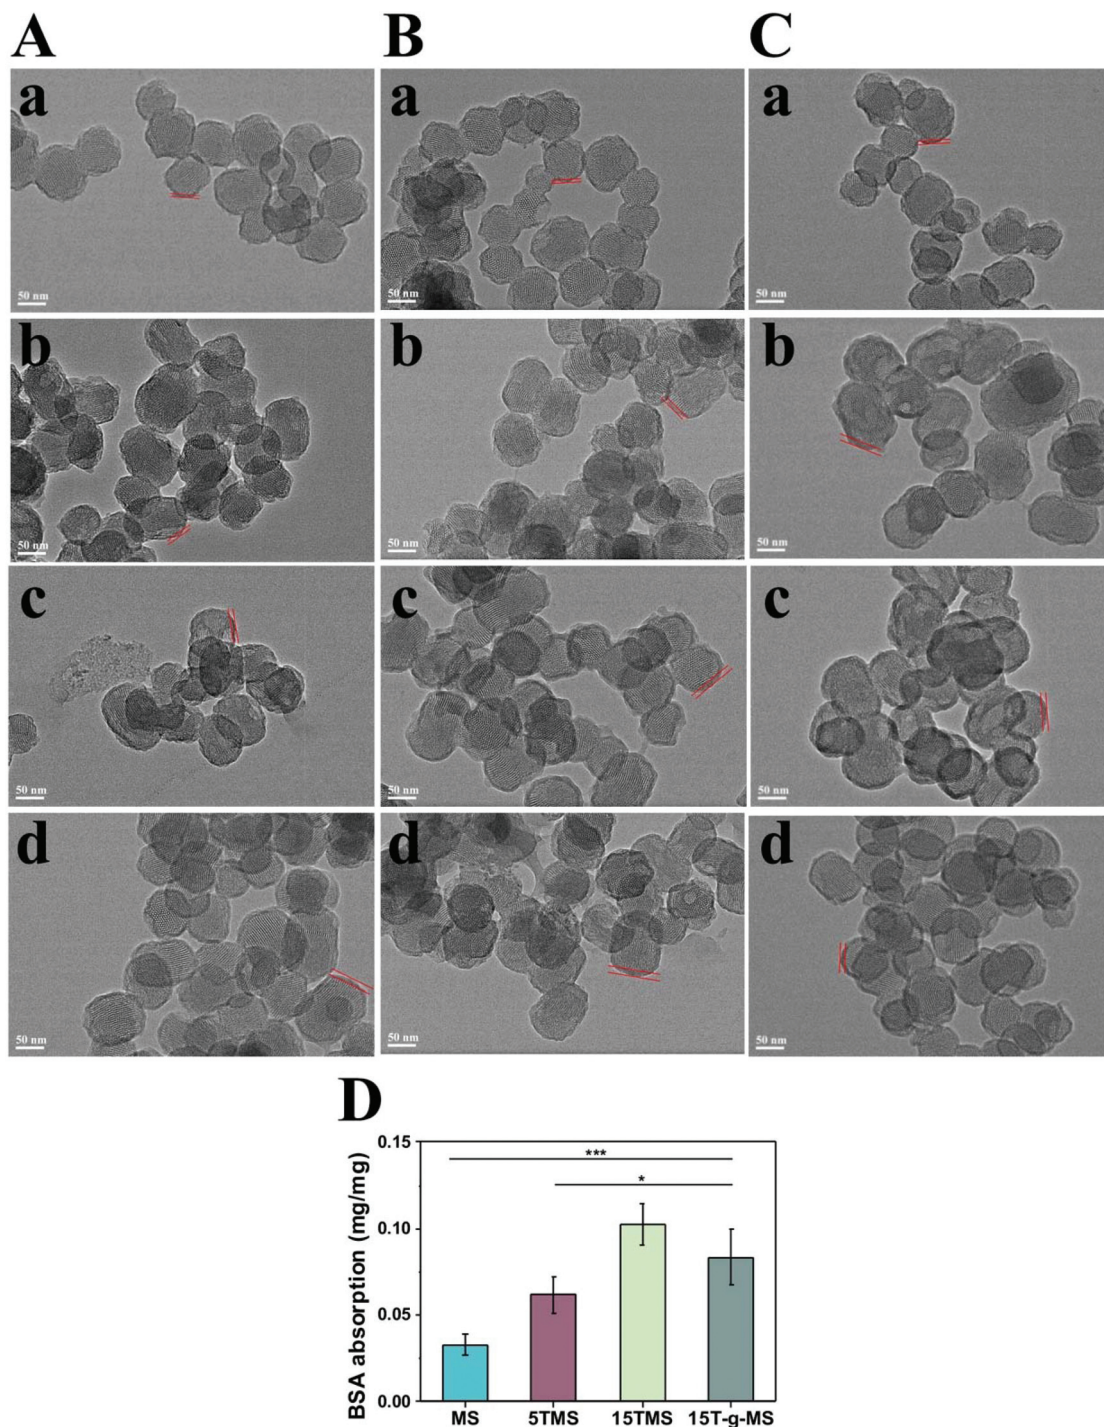 A B C
a a a
50 nm 50 nm 50 nm
b b b
50 nm 50 nm 50 nm
c c c
50 nm 50 nm 50 nm
d d d
50 nm 50 nm 50 nm
D
BSA absorption (mg/mg)
0.15
0.10
0.05
0.00
***
*
MS 5TMS 15TMS 15T-g-MS